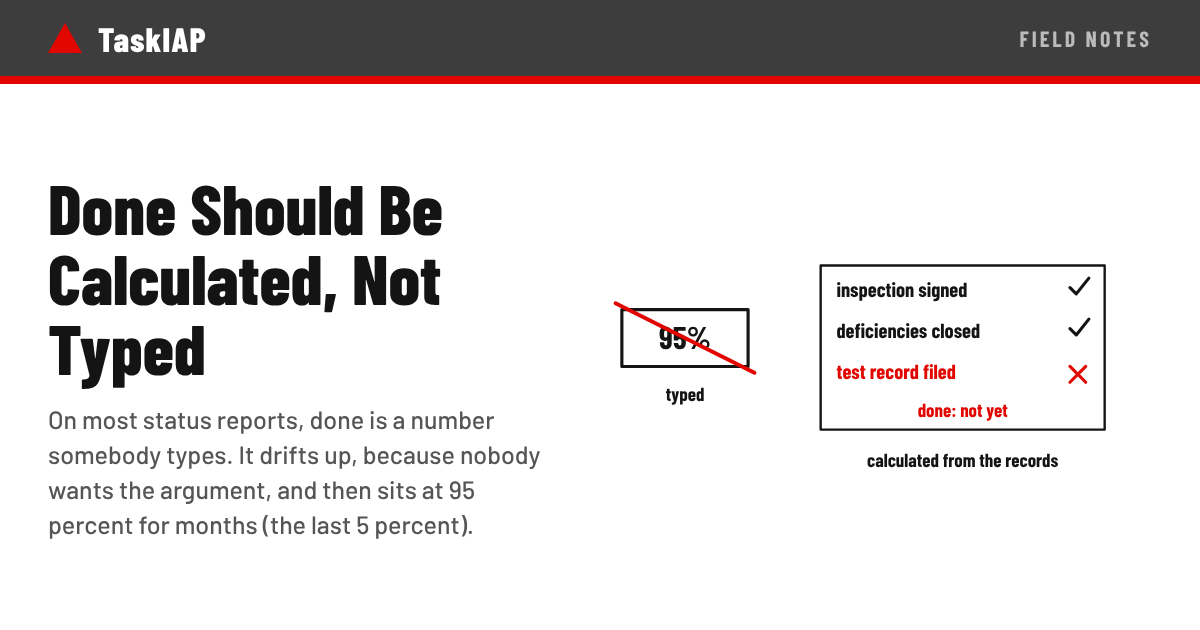 TaskIAP
FIELD NOTES
Done Should Be
Calculated, Not
Typed
On most status reports, done is a number
somebody types. It drifts up, because nobody
wants the argument, and then sits at 95
percent for months (the last 5 percent).
95%
typed
inspection signed
deficiencies closed
test record filed
done: not yet
calculated from the records